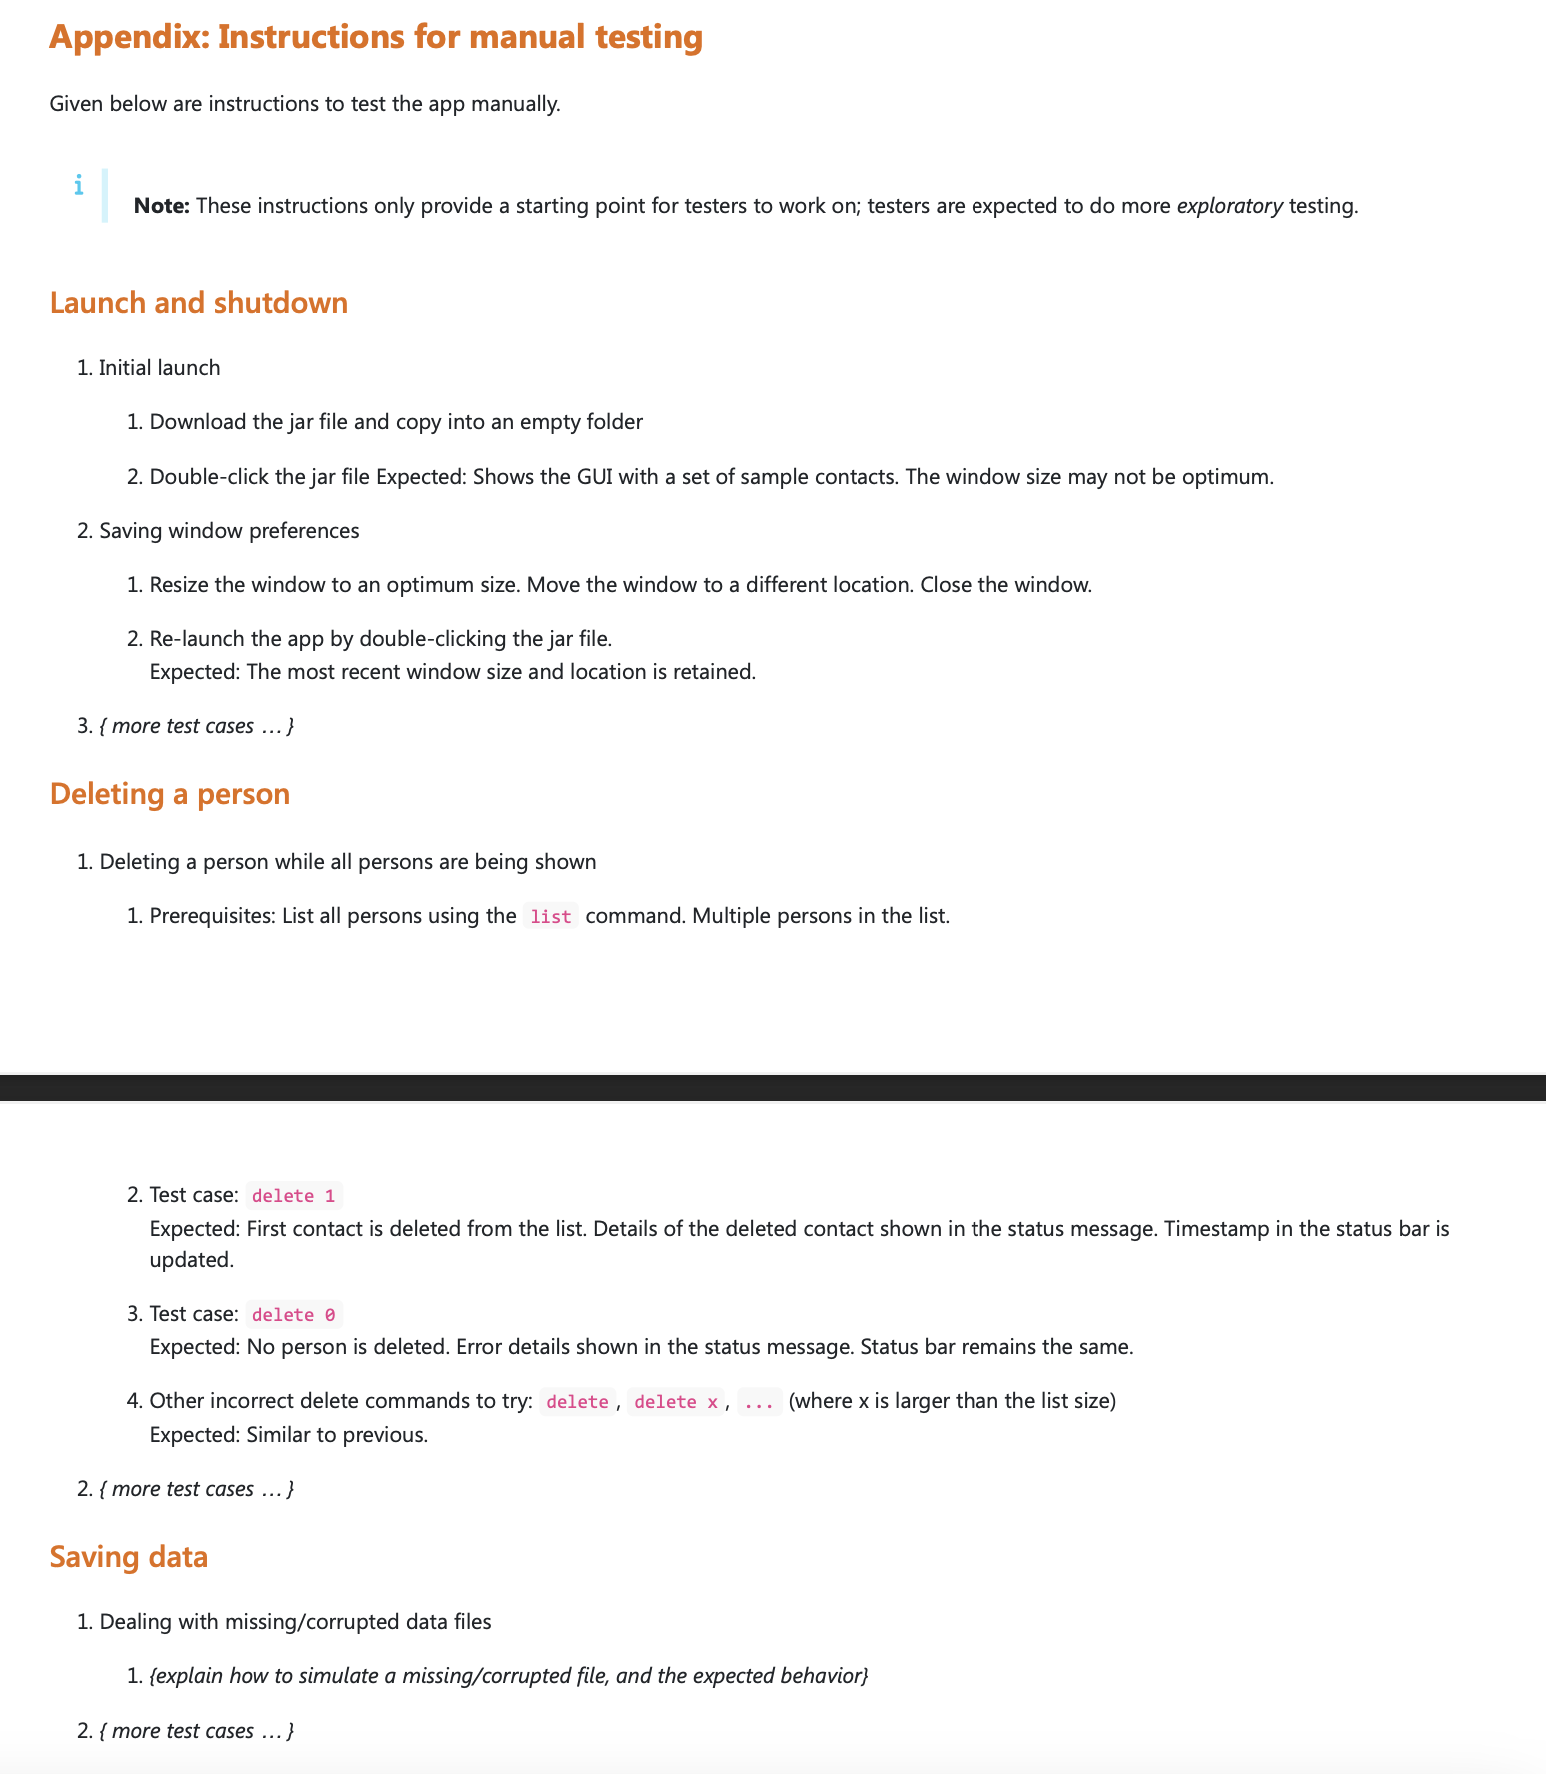 Appendix: Instructions for manual testing
Given below are instructions to test the app manually.
i
Note: These instructions only provide a starting point for testers to work on; testers are expected to do more exploratory testing.
Launch and shutdown
1. Initial launch
1. Download the jar file and copy into an empty folder
2. Double-click the jar file Expected: Shows the GUI with a set of sample contacts. The window size may not be optimum.
2. Saving window preferences
1. Resize the window to an optimum size. Move the window to a different location. Close the window.
2. Re-launch the app by double-clicking the jar file.
Expected: The most recent window size and location is retained.
3. { more test cases … }
Deleting a person
1. Deleting a person while all persons are being shown
1. Prerequisites: List all persons using the list command. Multiple persons in the list.
2. Test case: delete 1
Expected: First contact is deleted from the list. Details of the deleted contact shown in the status message. Timestamp in the status bar is
updated.
3. Test case: delete 0
Expected: No person is deleted. Error details shown in the status message. Status bar remains the same.
4. Other incorrect delete commands to try: delete , delete x , ... (where x is larger than the list size)
Expected: Similar to previous.
2. { more test cases … }
Saving data
1. Dealing with missing/corrupted data files
1. {explain how to simulate a missing/corrupted file, and the expected behavior}
2. { more test cases … }